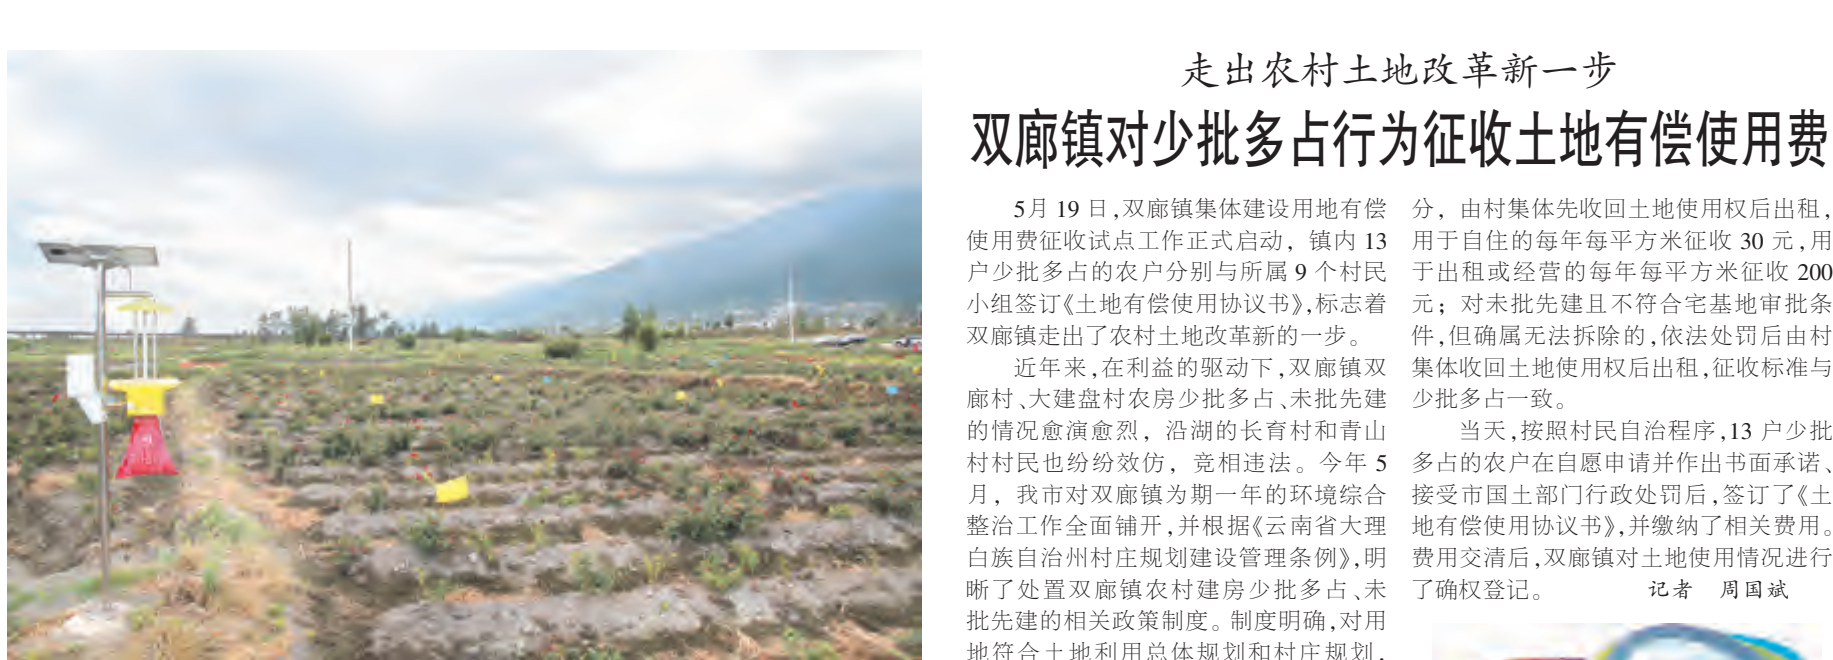 走出农村土地改革新一步
双廊镇对少批多占行为征收土地有偿使用费
5月 19 日,双廊镇集体建设用地有偿
使用费征收试点工作正式启动，镇内 13
户少批多占的农户分别与所属 9 个村民
小组签订《土地有偿使用协议书》,标志着
双廊镇走出了农村土地改革新的一步。
近年来,在利益的驱动下,双廊镇双
廊村、大建盘村农房少批多占、未批先建
的情况愈演愈烈，沿湖的长育村和青山
村村民也纷纷效仿，竞相违法。今年 5
月，我市对双廊镇为期一年的环境综合
整治工作全面铺开,并根据《云南省大理
白族自治州村庄规划建设管理条例》,明
晰了处置双廊镇农村建房少批多占、未
批先建的相关政策制度。制度明确,对用
地符合土地利用总体规划和村庄规划，
分，由村集体先收回土地使用权后出租，
用于自住的每年每平方米征收 30 元,用
于出租或经营的每年每平方米征收 200
元；对未批先建且不符合宅基地审批条
件,但确属无法拆除的,依法处罚后由村
集体收回土地使用权后出租,征收标准与
少批多占一致。
当天,按照村民自治程序,13 户少批
多占的农户在自愿申请并作出书面承诺、
接受市国土部门行政处罚后,签订了《土
地有偿使用协议书》,并缴纳了相关费用。
费用交清后,双廊镇对土地使用情况进行
了确权登记。 记者 周国斌